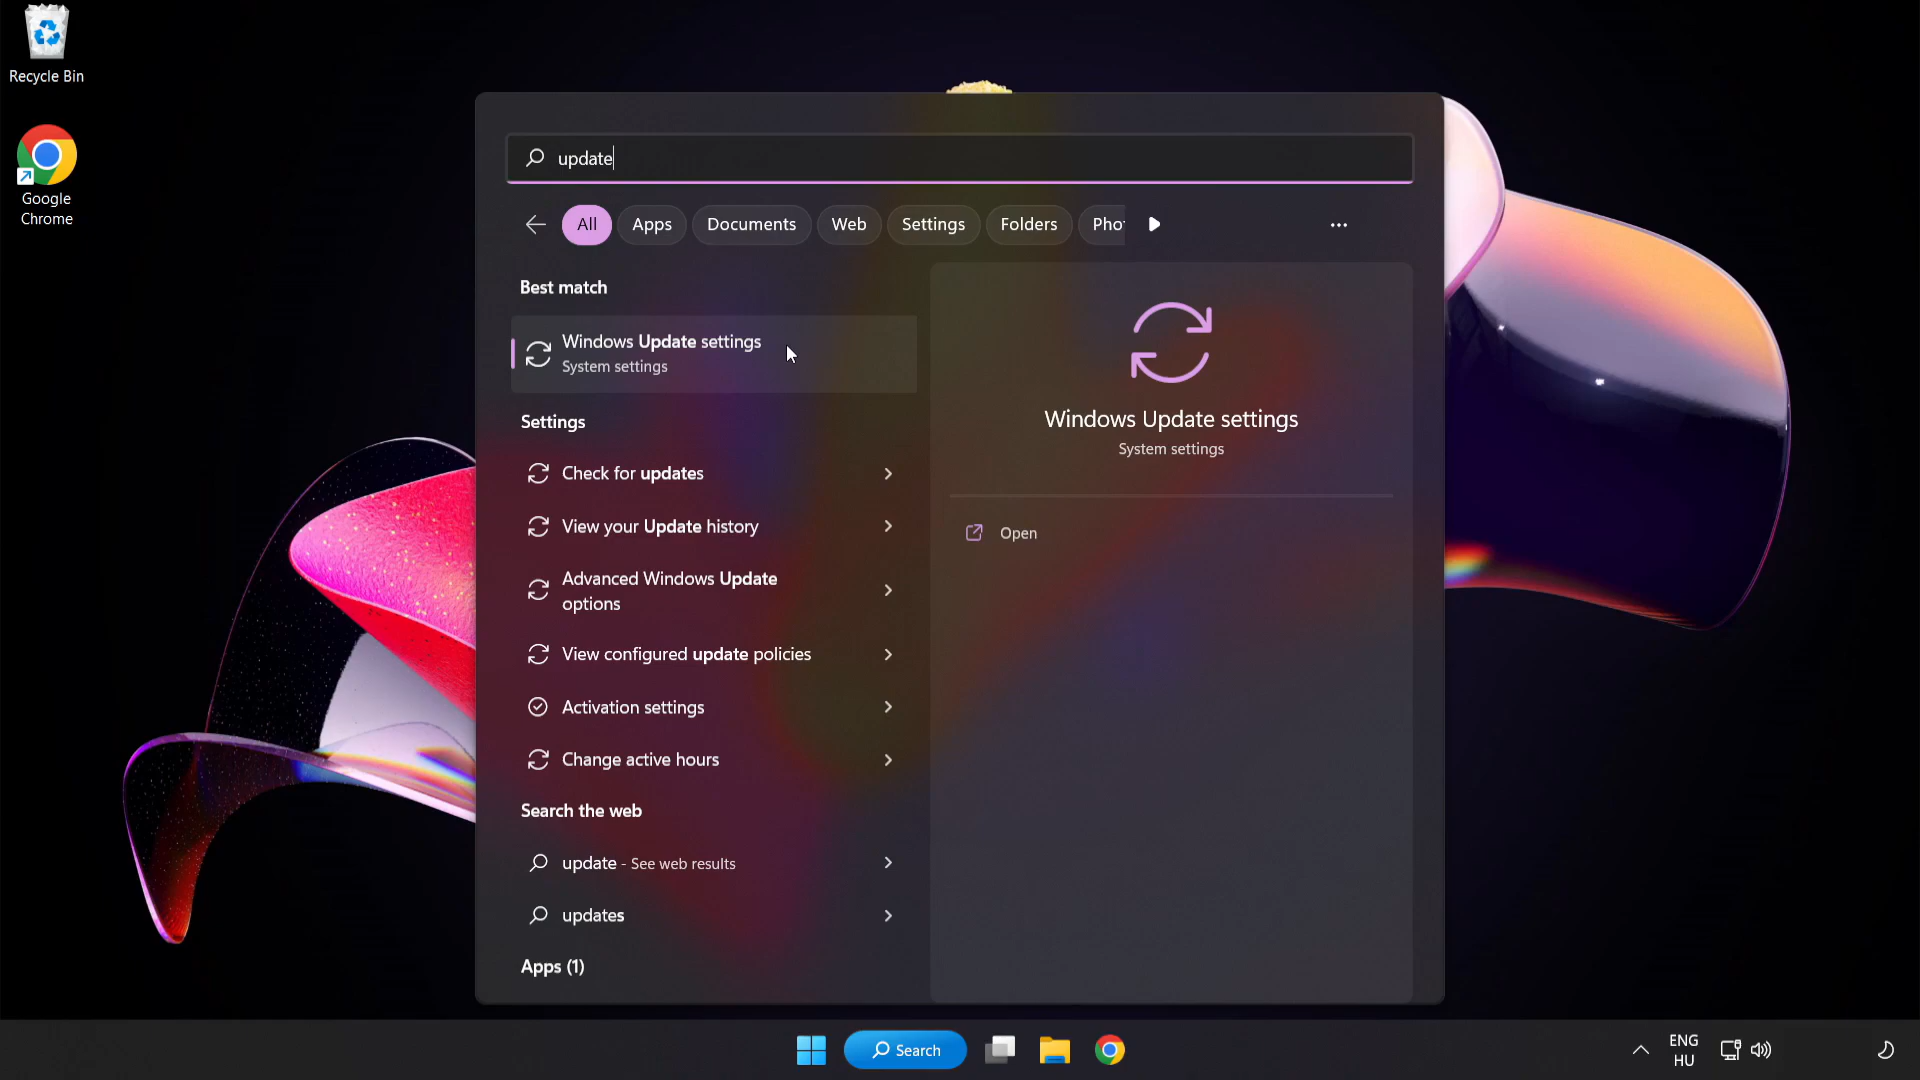 Recycle Bin
Google
Chrome
update
All
Apps
Documents
Web
Settings
Folders
Best match
Windows Update settings
System settings
Settings
Check for updates
View your Update history
Advanced Windows Update
options
View configured update policies
Activation settings
Change active hours
Search the web
update - See web results
updates
Apps (1)
Windows Update settings
System settings
Open
Search
ENG
HU